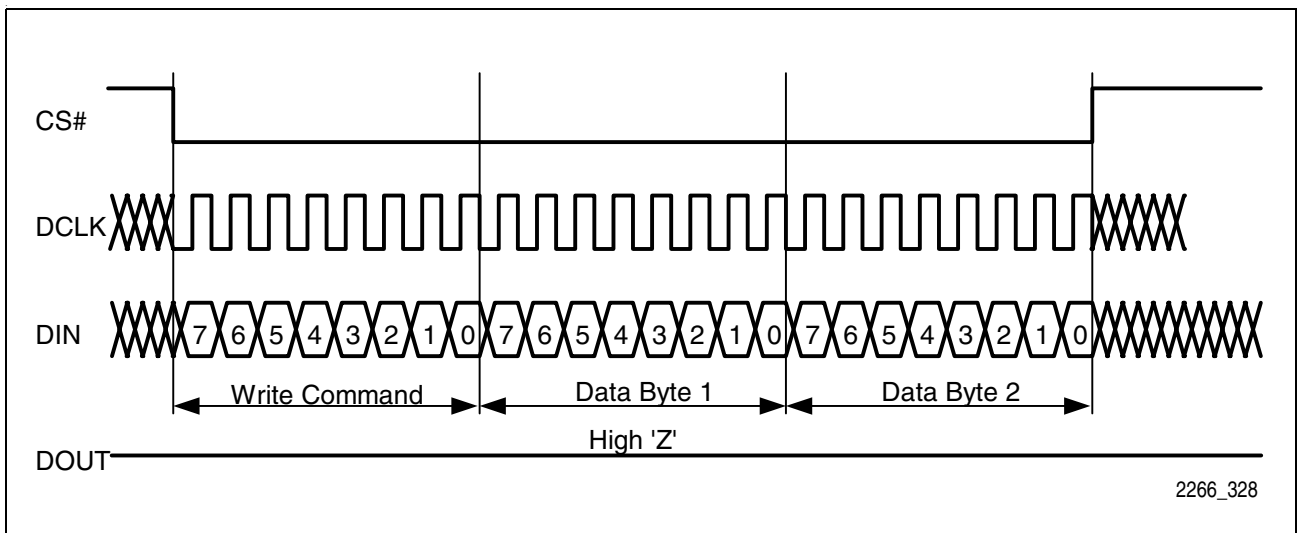 CS#
DCLK
DIN 7 6 5 4 3 2 1 0 7 6 5 4 3 2 1 0 7 6 5 4 3 2 1 0
Write Command Data Byte 1 Data Byte 2
High 'Z'
DOUT
2266_328